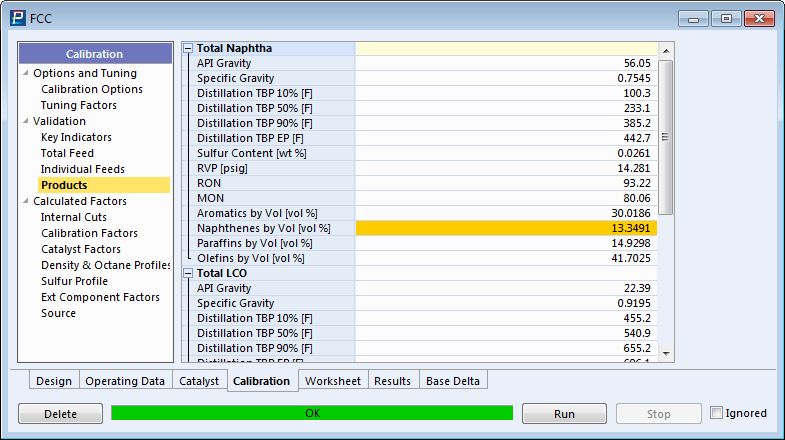 FCC
Calibration
Options and Tuning
Calibration Options
Tuning Factors
Validation
Key Indicators
Total Feed
Individual Feeds
Products
Calculated Factors
Internal Cuts
Calibration Factors
Catalyst Factors
Density & Octane Profiles
Sulfur Profile
Ext Component Factors
Source
Total Naphtha
API Gravity 56.05
Specific Gravity 0.7545
Distillation TBP 10% [F] 100.3
Distillation TBP 50% [F] 233.1
Distillation TBP 90% [F] 385.2
Distillation TBP EP [F] 442.7
Sulfur Content [wt %] 0.0261
RVP [psig] 14.281
RON 93.22
MON 80.06
Aromatics by Vol [vol %] 30.0186
Naphthenes by Vol [vol %] 13.3491
Paraffins by Vol [vol %] 14.9298
Olefins by Vol [vol %] 41.7025
Total LCO
API Gravity 22.39
Specific Gravity 0.9195
Distillation TBP 10% [F] 455.2
Distillation TBP 50% [F] 540.9
Distillation TBP 90% [F] 655.2
Distillation TBP EP [F] 696.1
Design Operating Data Catalyst Calibration Worksheet Results Base Delta
Delete OK Run Stop Ignored